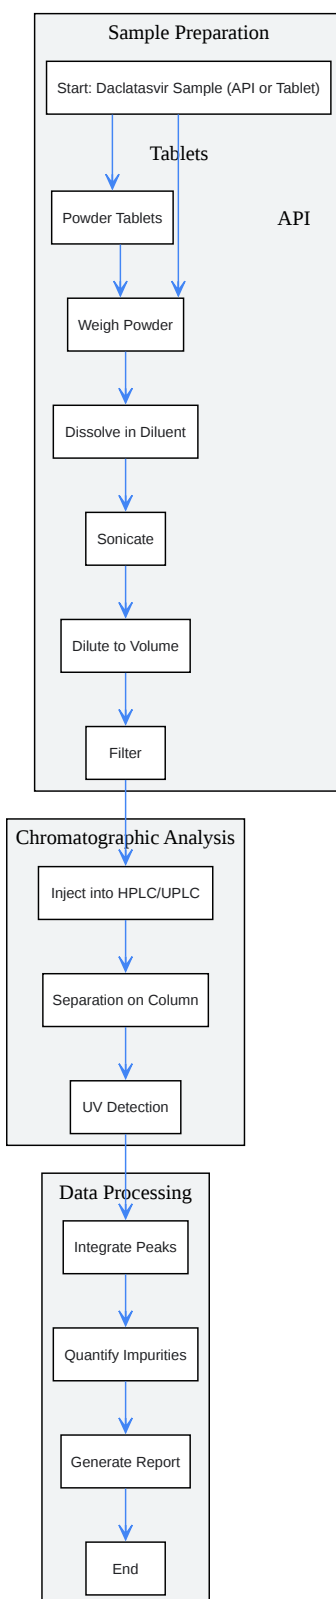 Sample Preparation
Start: Daclatasvir Sample (API or Tablet)
Tablets
Powder Tablets
API
Weigh Powder
Dissolve in Diluent
Sonicate
Dilute to Volume
Filter
Chromatographic Analysis
Inject into HPLC/UPLC
Separation on Column
UV Detection
Data Processing
Integrate Peaks
Quantify Impurities
Generate Report
End